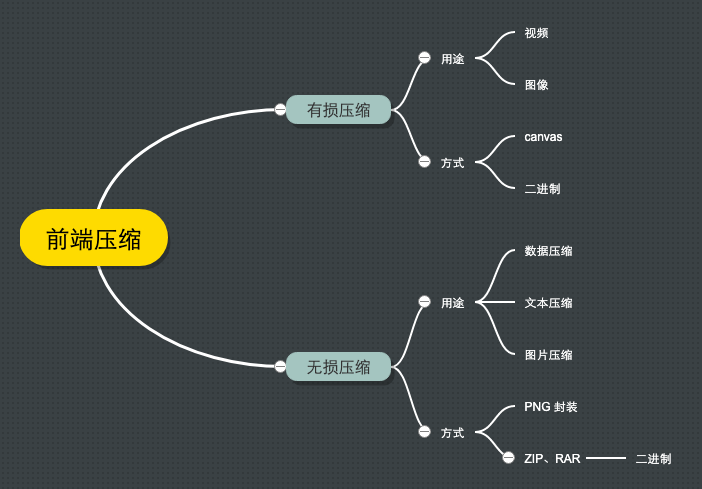 前端压缩
有损压缩
用途
视频
图像
方式
canvas
二进制
无损压缩
用途
数据压缩
文本压缩
图片压缩
方式
PNG 封装
ZIP、RAR
二进制